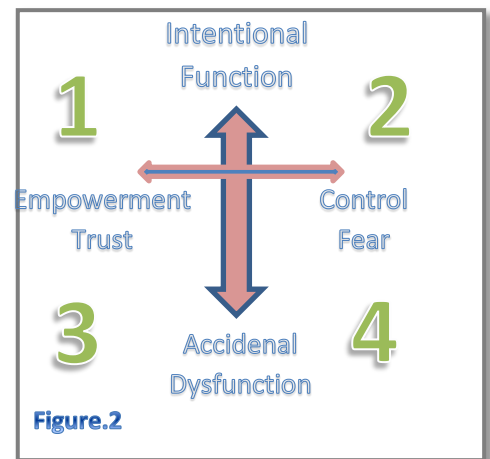 Intentional
Function
1
2
Empowerment
Trust
Control
Fear
3
4
Accidenal
Dysfunction
Figure.2